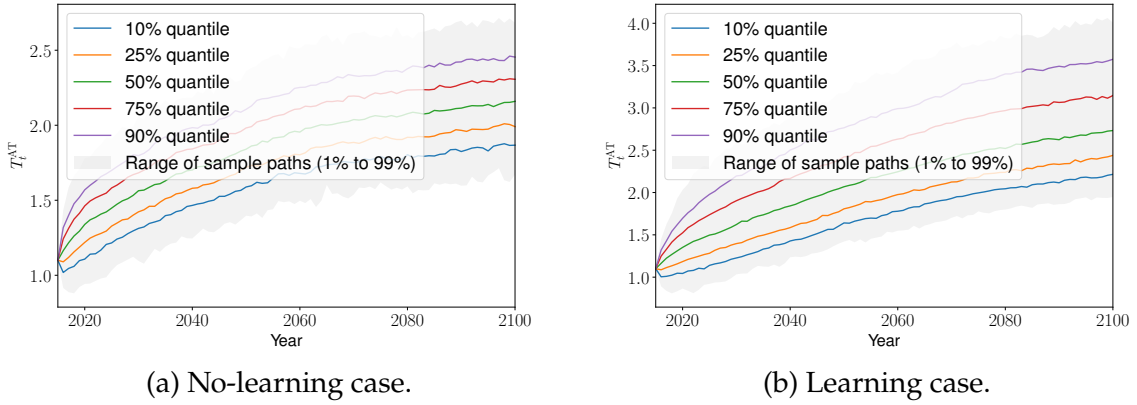 10% quantile
25% quantile
50% quantile
75% quantile
90% quantile
Range of sample paths (1% to 99%)
2.5
2.0
1.5
1.0
T_t^AT
2020
2040
2060
2080
2100
Year
(a) No-learning case.
10% quantile
25% quantile
50% quantile
75% quantile
90% quantile
Range of sample paths (1% to 99%)
4.0
3.5
3.0
2.5
2.0
1.5
1.0
T_t^AT
2020
2040
2060
2080
2100
Year
(b) Learning case.